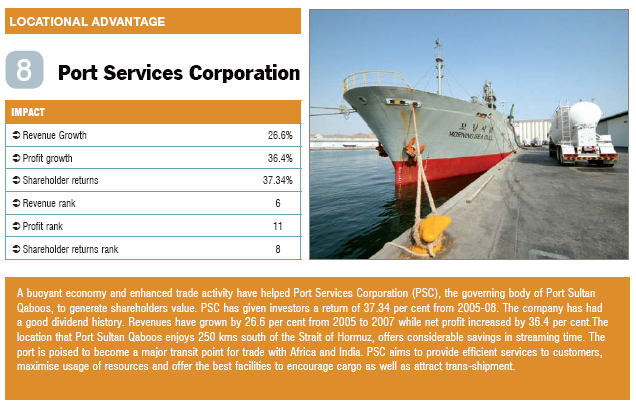 LOCATIONAL ADVANTAGE
8 Port Services Corporation
IMPACT
➲ Revenue Growth 26.6%
➲ Profit growth 36.4%
➲ Shareholder returns 37.34%
➲ Revenue rank 6
➲ Profit rank 11
➲ Shareholder returns rank 8
MORNING SEA
A buoyant economy and enhanced trade activity have helped Port Services Corporation (PSC), the governing body of Port Sultan
Qaboos, to generate shareholders value. PSC has given investors a return of 37.34 per cent from 2005-08. The company has had
a good dividend history. Revenues have grown by 26.6 per cent from 2005 to 2007 while net profit increased by 36.4 per cent.The
location that Port Sultan Qaboos enjoys 250 kms south of the Strait of Hormuz, offers considerable savings in streaming time. The
port is poised to become a major transit point for trade with Africa and India. PSC aims to provide efficient services to customers,
maximise usage of resources and offer the best facilities to encourage cargo as well as attract trans-shipment.